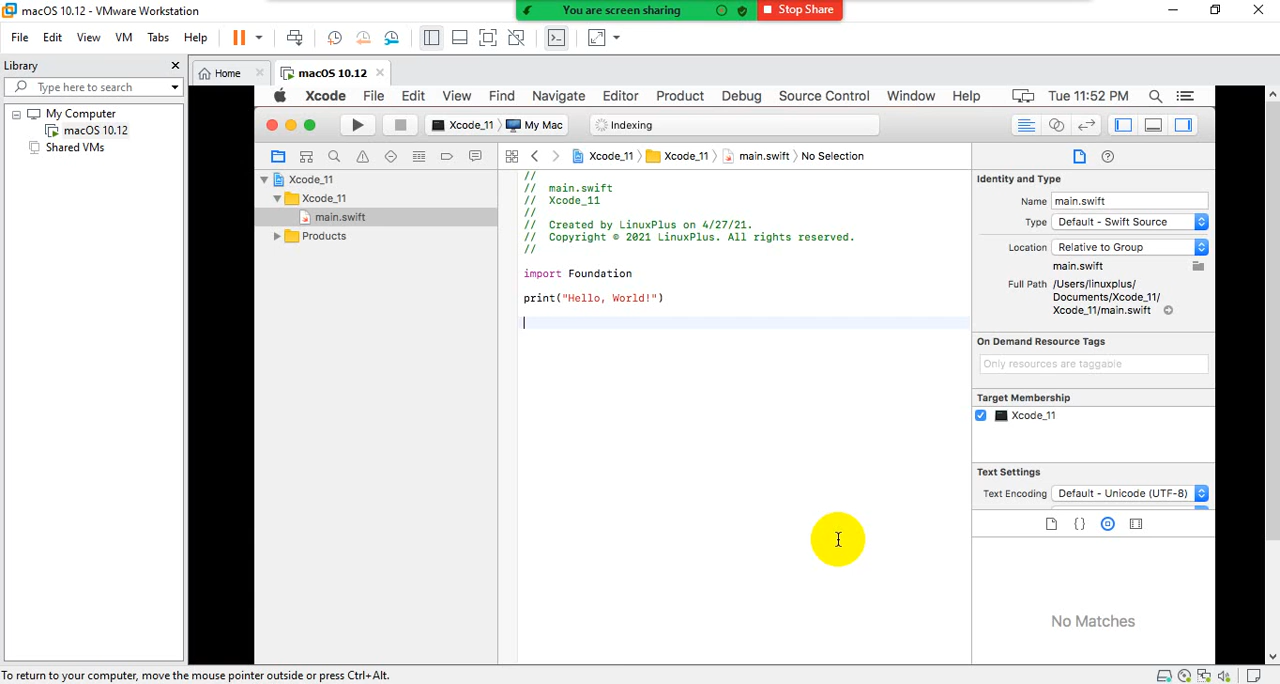 macOS 10.12 - VMware Workstation
You are screen sharing
Stop Share
File Edit View VM Tabs Help
Library
Type here to search
My Computer
macOS 10.12
Shared VMs
Home
macOS 10.12
Xcode File Edit View Find Navigate Editor Product Debug Source Control Window Help Tue 11:52 PM
Xcode_11 My Mac
Indexing
Xcode_11
Xcode_11
main.swift
Products
Xcode_11 Xcode_11 main.swift No Selection
//
// main.swift
// Xcode_11
//
// Created by LinuxPlus on 4/27/21.
// Copyright © 2021 LinuxPlus. All rights reserved.
//
import Foundation
print("Hello, World!")
Identity and Type
Name main.swift
Type Default - Swift Source
Location Relative to Group
main.swift
Full Path /Users/linuxplus/
Documents/Xcode_11/
Xcode_11/main.swift
On Demand Resource Tags
Only resources are taggable
Target Membership
Xcode_11
Text Settings
Text Encoding Default - Unicode (UTF-8)
{}
No Matches
To return to your computer, move the mouse pointer outside or press Ctrl+Alt.